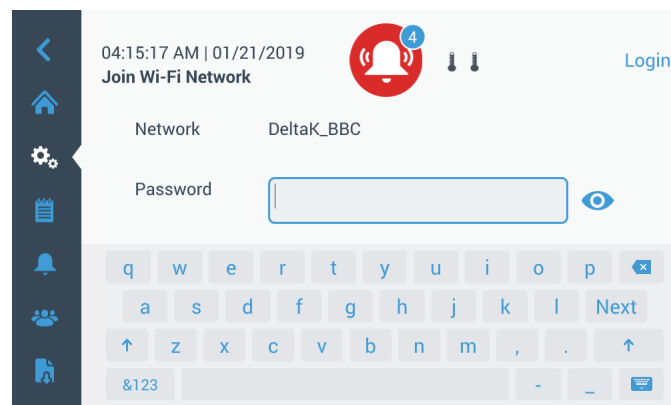 04:15:17 AM | 01/21/2019
4
Login
Join Wi-Fi Network
Network DeltaK_BBC
Password
q w e r t y u i o p
a s d f g h j k l Next
z x c v b n m , .
&123 - _